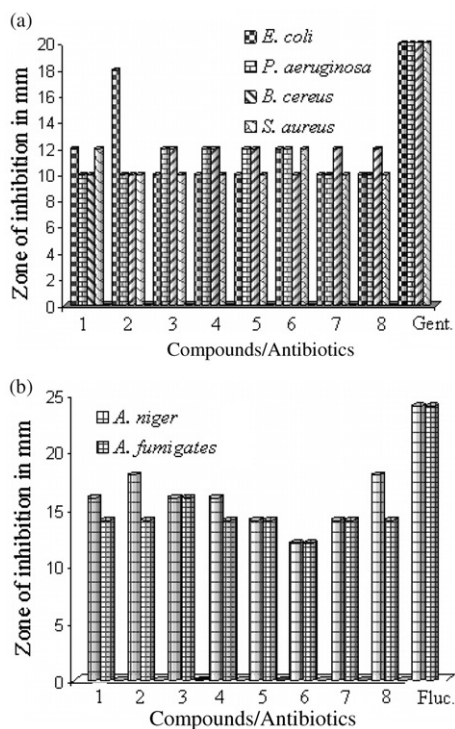 (a)
20
18
16
14
12
10
8
6
4
2
0
Zone of inhibition in mm
E. coli
P. aeruginosa
B. cereus
S. aureus
1 2 3 4 5 6 7 8 Gent.
Compounds/Antibiotics
(b)
25
20
15
10
5
0
Zone of inhibition in mm
A. niger
A. fumigates
1 2 3 4 5 6 7 8 Fluc.
Compounds/Antibiotics